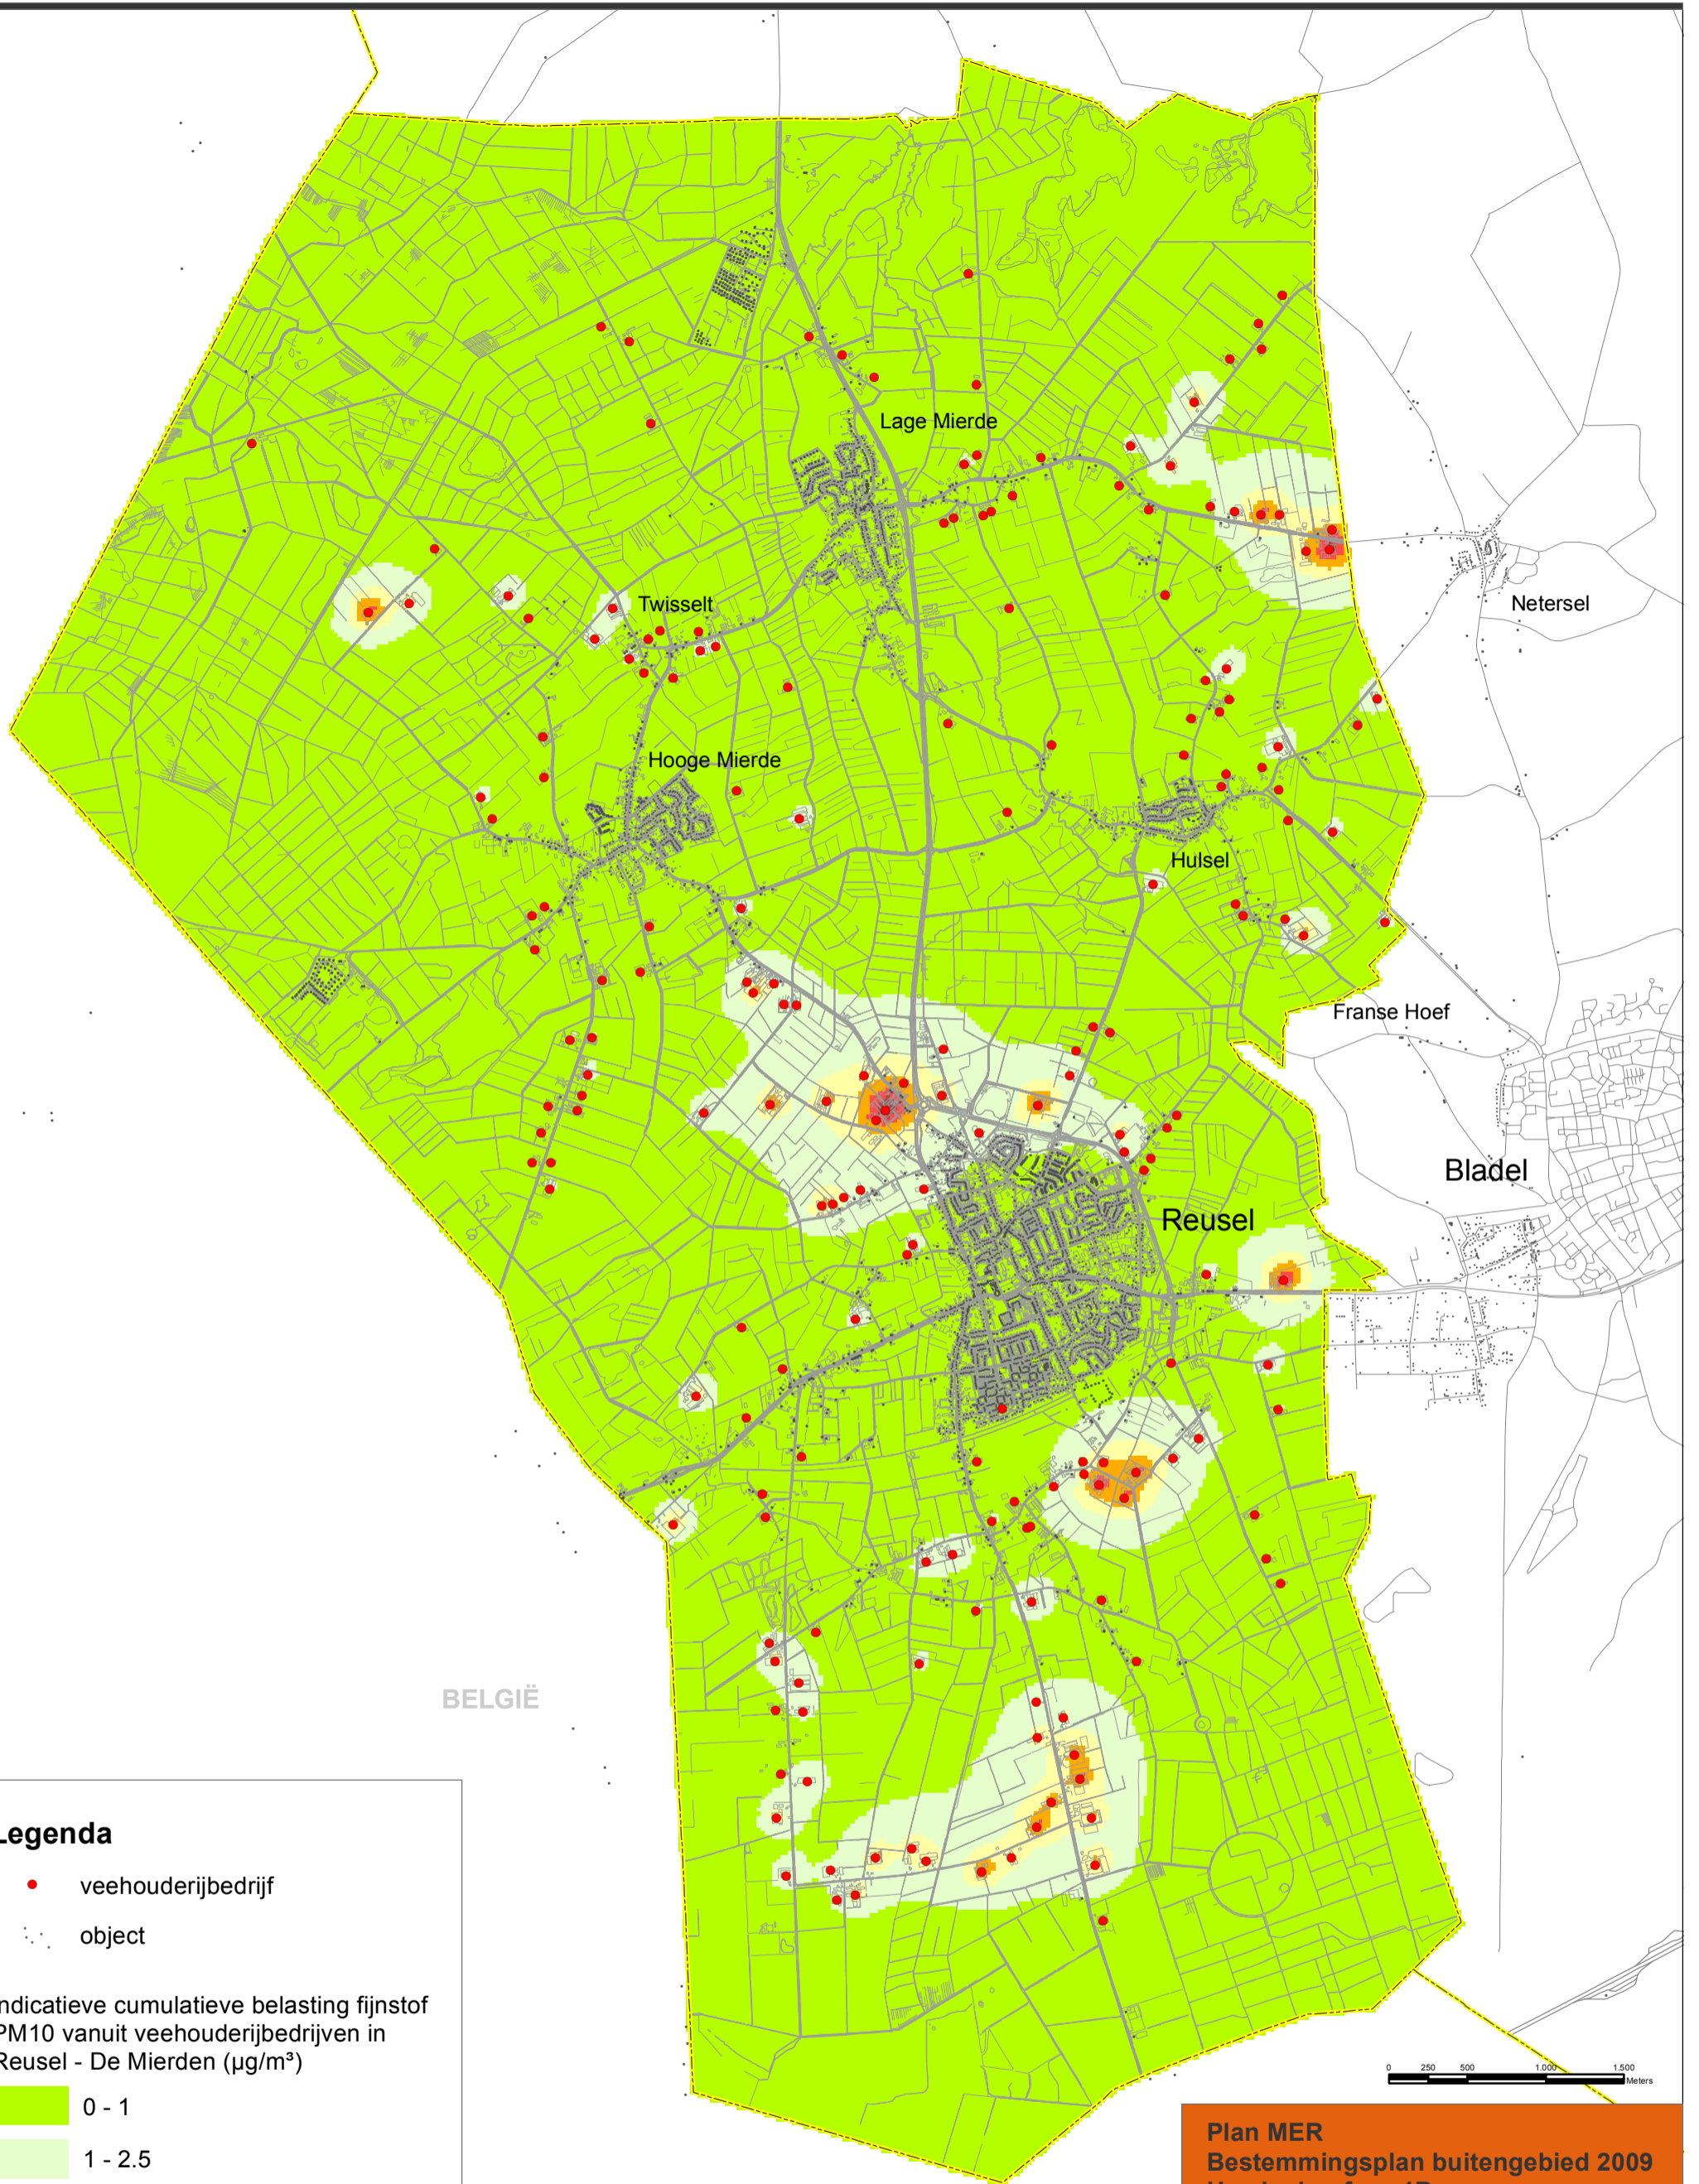 Lage Mierde
Twisselt
Netersel
Hooge Mierde
Hulsel
Franse Hoef
Bladel
Reusel
BELGIË
Legenda
veehouderijbedrijf
object
indicatieve cumulatieve belasting fijnstof
PM10 vanuit veehouderijbedrijven in
Reusel - De Mierden (µg/m³)
0 - 1
1 - 2.5
0 250 500 1.000 1.500
Meters
Plan MER
Bestemmingsplan buitengebied 2009